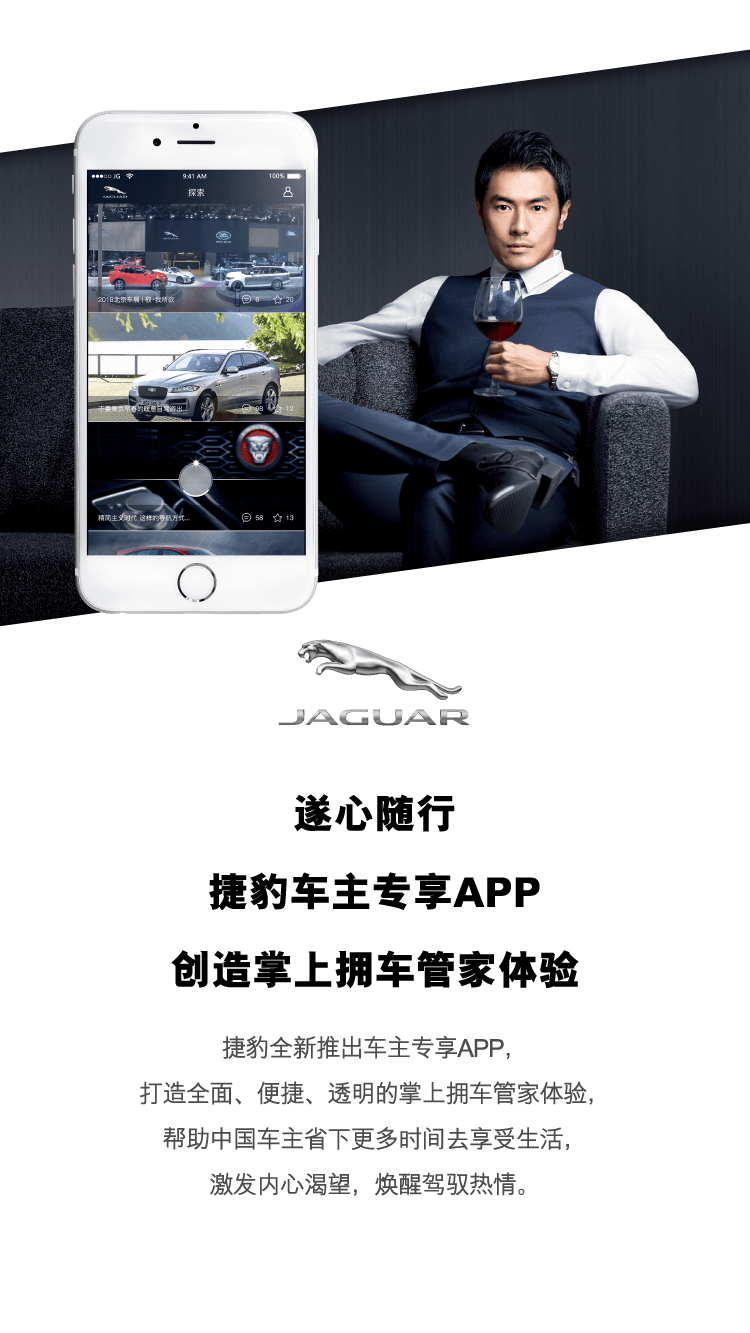 JG
9:41 AM
100%
JAGUAR
探索
2018北京车展 | 驭·我所欲
8
20
98
12
精简主义时代 这样的导航方式...
58
13
JAGUAR
遂心随行
捷豹车主专享APP
创造掌上拥车管家体验
捷豹全新推出车主专享APP,
打造全面、便捷、透明的掌上拥车管家体验,
帮助中国车主省下更多时间去享受生活,
激发内心渴望，焕醒驾驭热情。